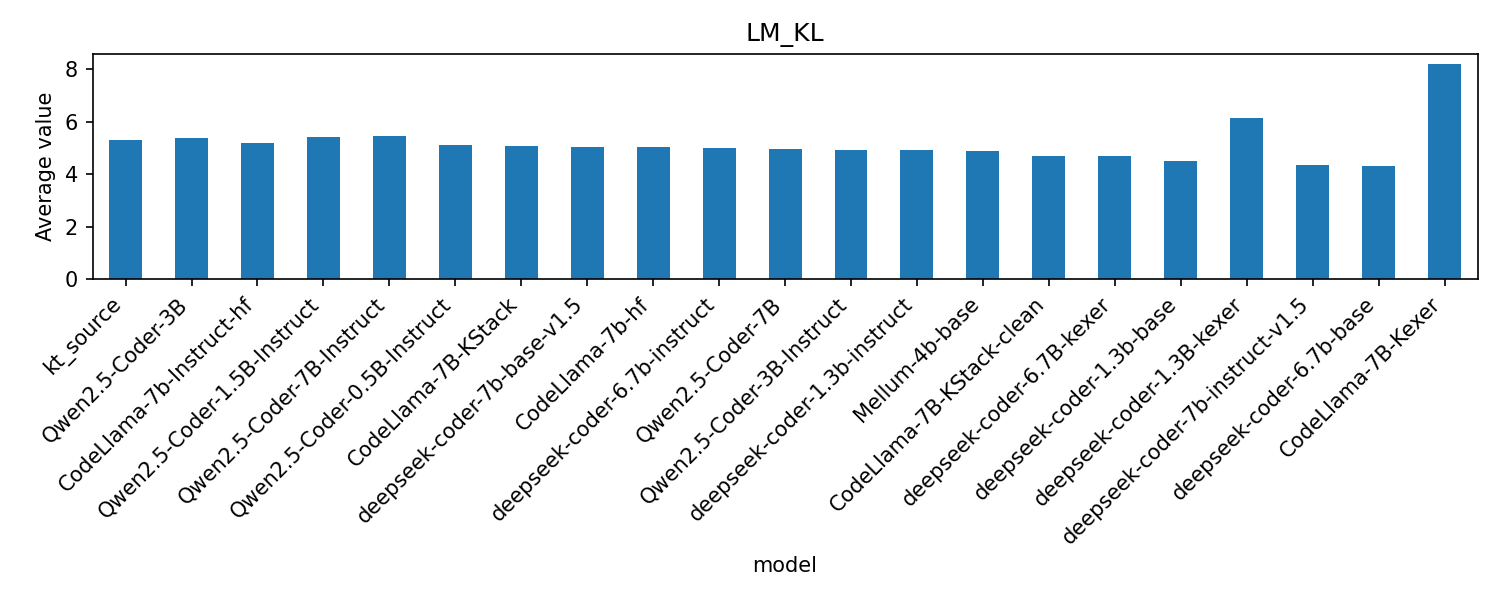 LM_KL
Average value
8
6
4
2
0
kt_source
Qwen2.5-Coder-3B
CodeLlama-7b-Instruct-hf
Qwen2.5-Coder-1.5B-Instruct
Qwen2.5-Coder-7B-Instruct
Qwen2.5-Coder-0.5B-Instruct
CodeLlama-7B-KStack
deepseek-coder-7b-base-v1.5
CodeLlama-7b-hf
deepseek-coder-6.7b-instruct
Qwen2.5-Coder-7B
Qwen2.5-Coder-3B-Instruct
deepseek-coder-1.3b-instruct
Mellum-4b-base
CodeLlama-7B-KStack-clean
deepseek-coder-6.7B-kexer
deepseek-coder-1.3b-base
deepseek-coder-1.3B-kexer
deepseek-coder-7b-instruct-v1.5
deepseek-coder-6.7b-base
CodeLlama-7B-Kexer
model